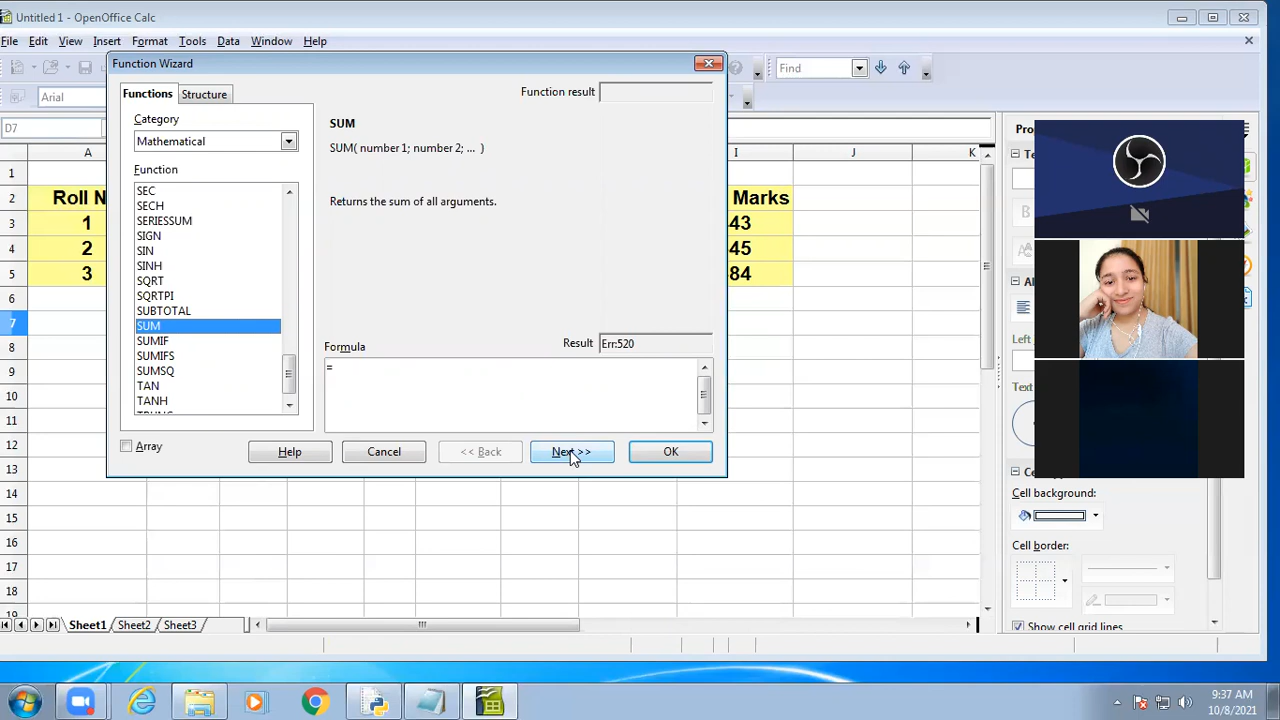 Untitled 1 - OpenOffice Calc
File Edit View Insert Format Tools Data Window Help
Function Wizard
Find
Functions Structure
Function result
Arial
Category
SUM
D7
Mathematical
SUM( number 1; number 2; ... )
A I J K
Function
1
SEC
2 Roll N Marks
SECH
Returns the sum of all arguments.
3 1 43
SERIESSUM
SIGN
4 2 45
SIN
5 3 84
SINH
SQRT
6
SQRTPI
SUBTOTAL
7
SUM
SUMIF
Formula
Result Err:520
8
SUMIFS
=
9
SUMSQ
TAN
10
TANH
11
Array
Help Cancel << Back Next >> OK
12
13
14
15
16
17
18
Cell background:
Cell border:
Show cell grid lines
Sheet1 Sheet2 Sheet3
9:37 AM
10/8/2021